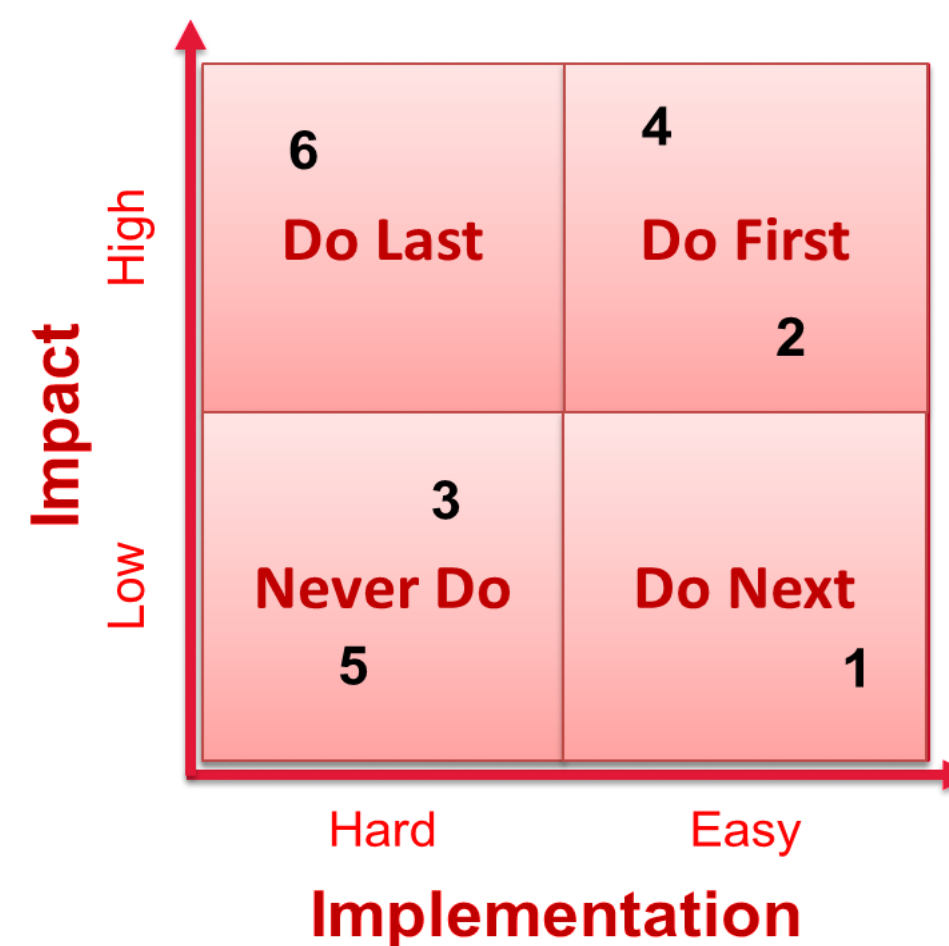 6
4
Do Last
Do First
2
High
Impact
3
Never Do
Do Next
5
1
Low
Hard
Easy
Implementation